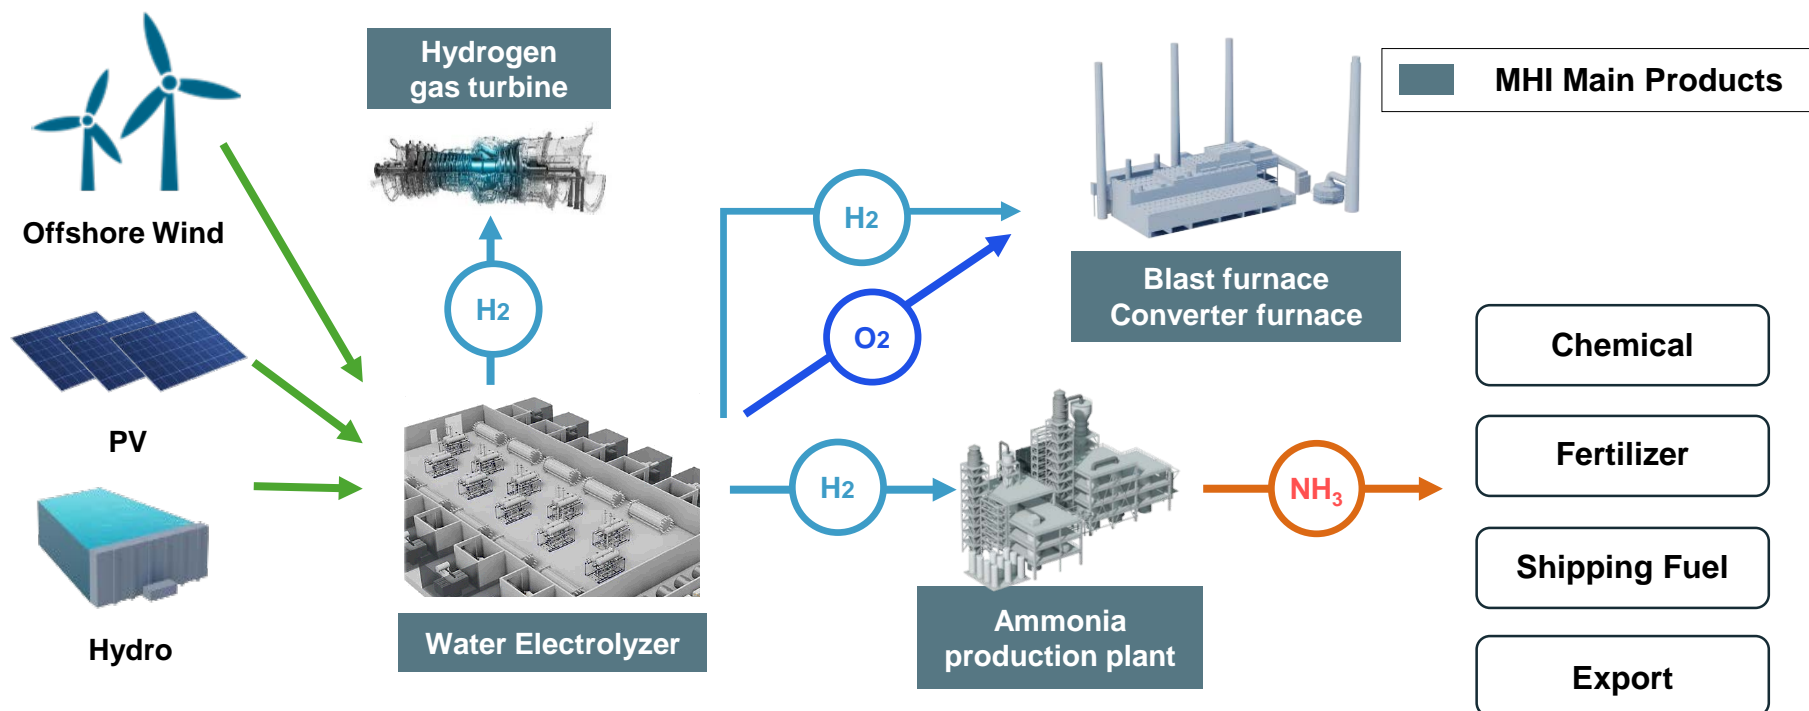 Hydrogen
gas turbine
MHI Main Products
Offshore Wind
H2
H2
O2
Blast furnace
Converter furnace
PV
Chemical
Fertilizer
H2
NH3
Shipping Fuel
Hydro
Water Electrolyzer
Ammonia
production plant
Export